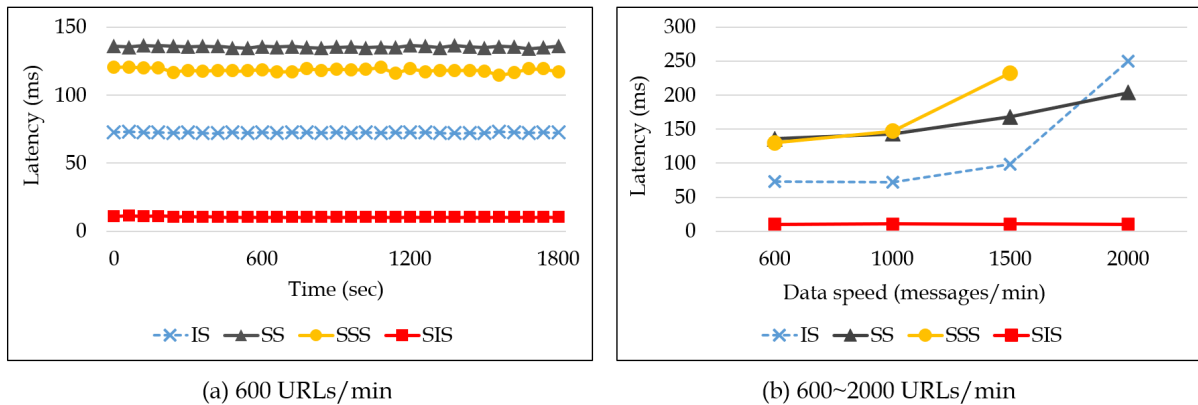 150
100
50
0
Latency (ms)
0 600 1200 1800
Time (sec)
IS SS SSS SIS
(a) 600 URLs/min
300
250
200
150
100
50
0
Latency (ms)
600 1000 1500 2000
Data speed (messages/min)
IS SS SSS SIS
(b) 600~2000 URLs/min